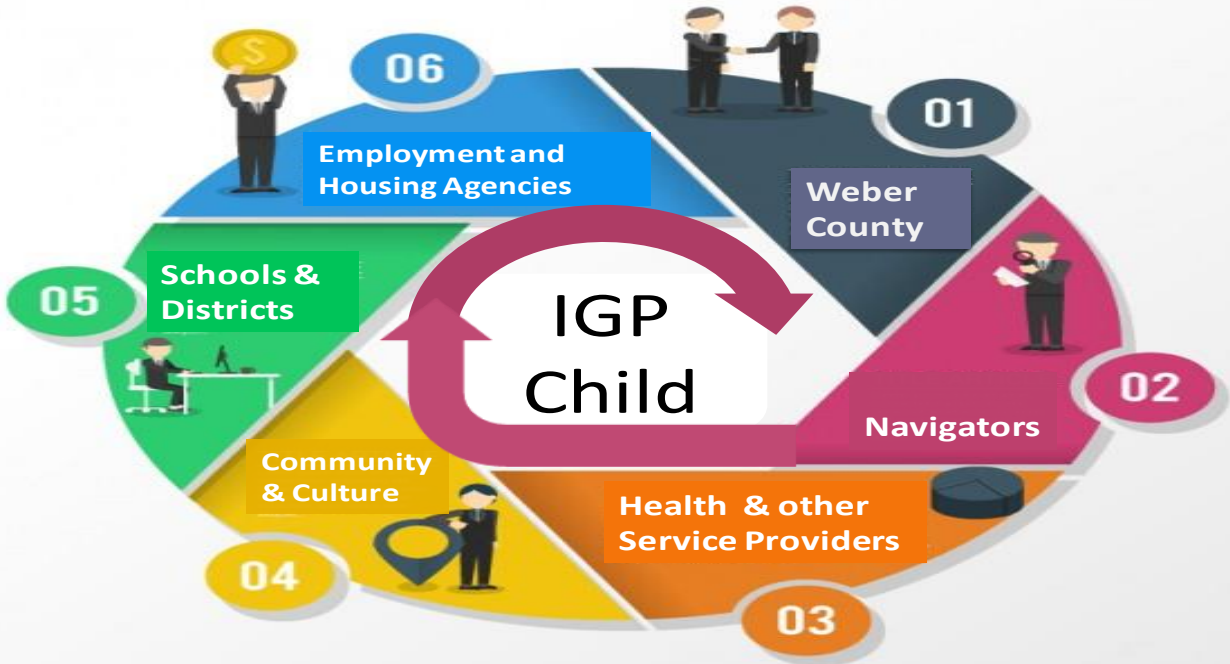 06
01
Employment and
Housing Agencies
Weber
County
Schools &
Districts
05
IGP
Child
02
Navigators
Community
& Culture
Health & other
Service Providers
04
03
$